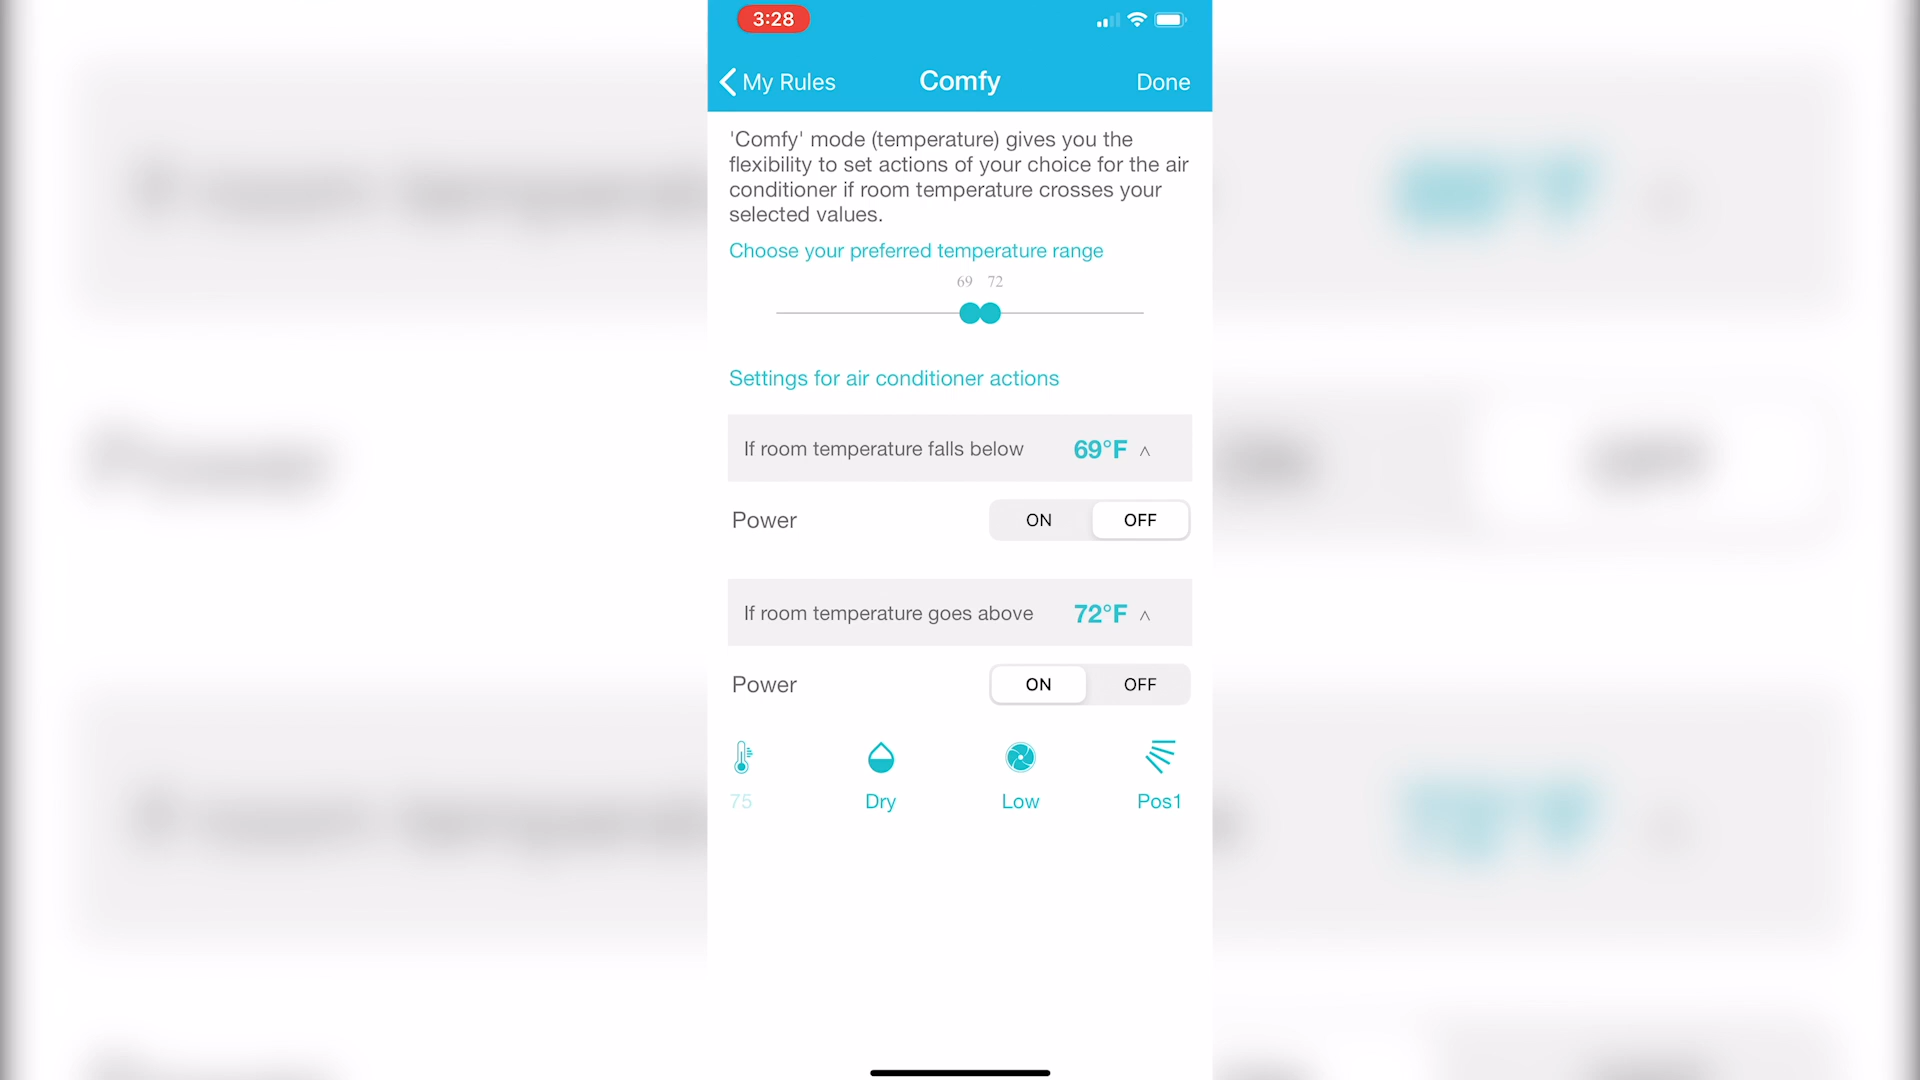 3:28
My Rules Comfy Done
'Comfy' mode (temperature) gives you the
flexibility to set actions of your choice for the air
conditioner if room temperature crosses your
selected values.
Choose your preferred temperature range
69 72
Settings for air conditioner actions
If room temperature falls below 69°F
Power ON OFF
If room temperature goes above 72°F
Power ON OFF
75 Dry Low Pos1